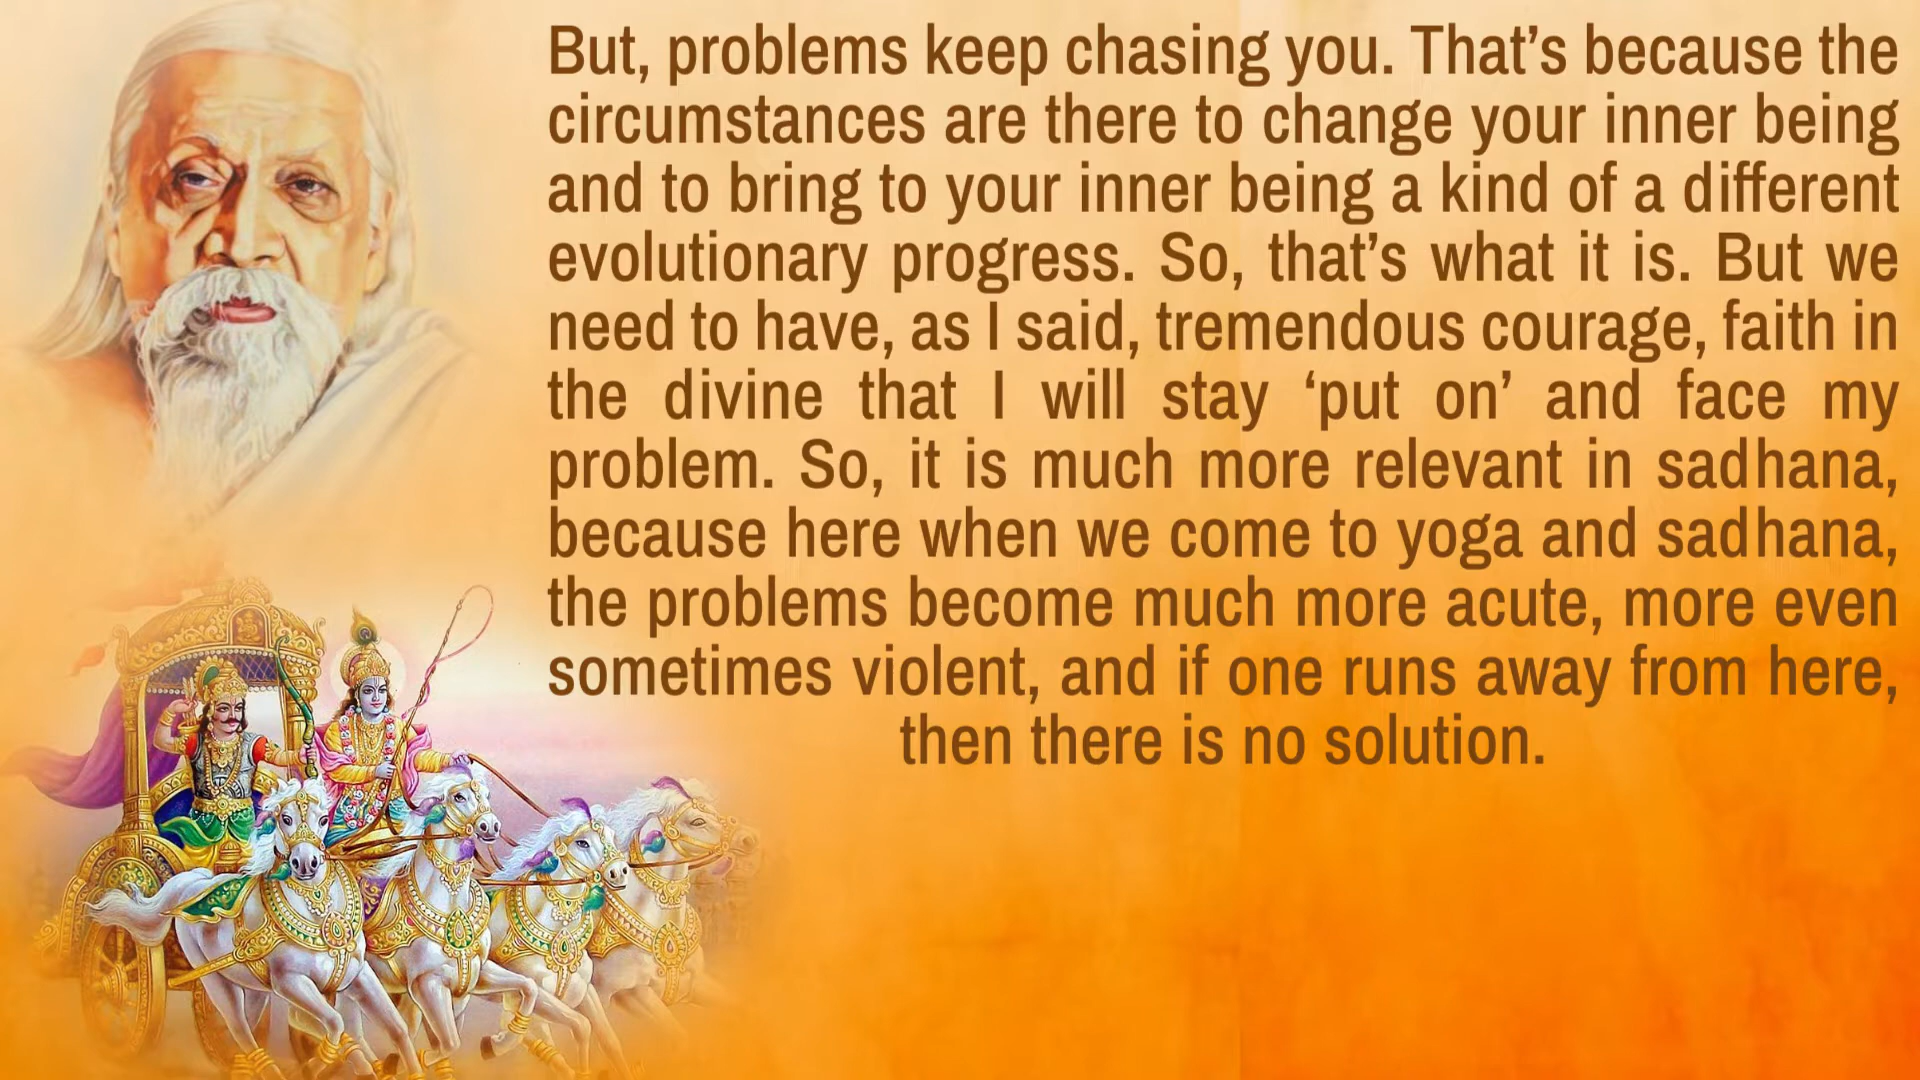 But, problems keep chasing you. That’s because the
circumstances are there to change your inner being
and to bring to your inner being a kind of a different
evolutionary progress. So, that’s what it is. But we
need to have, as I said, tremendous courage, faith in
the divine that I will stay ‘put on’ and face my
problem. So, it is much more relevant in sadhana,
because here when we come to yoga and sadhana,
the problems become much more acute, more even
sometimes violent, and if one runs away from here,
then there is no solution.